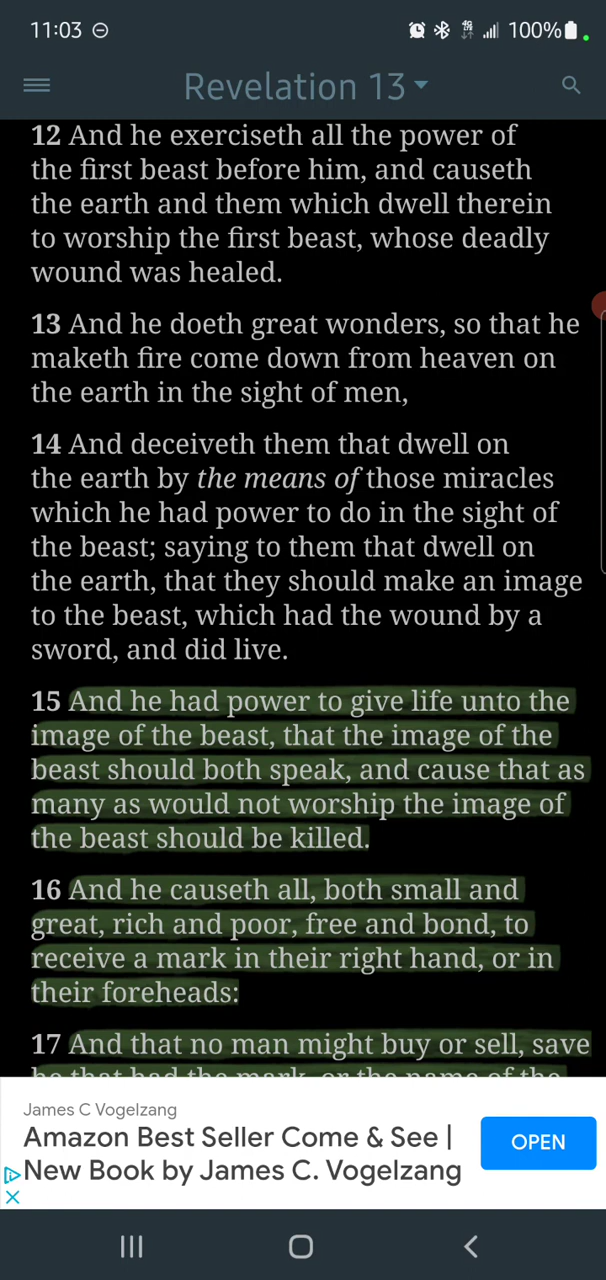 11:03
100%
Revelation 13
12 And he exerciseth all the power of
the first beast before him, and causeth
the earth and them which dwell therein
to worship the first beast, whose deadly
wound was healed.
13 And he doeth great wonders, so that he
maketh fire come down from heaven on
the earth in the sight of men,
14 And deceiveth them that dwell on
the earth by the means of those miracles
which he had power to do in the sight of
the beast; saying to them that dwell on
the earth, that they should make an image
to the beast, which had the wound by a
sword, and did live.
15 And he had power to give life unto the
image of the beast, that the image of the
beast should both speak, and cause that as
many as would not worship the image of
the beast should be killed.
16 And he causeth all, both small and
great, rich and poor, free and bond, to
receive a mark in their right hand, or in
their foreheads:
17 And that no man might buy or sell, save
he that had the mark, or the name of the
James C Vogelzang
Amazon Best Seller Come & See |
New Book by James C. Vogelzang
OPEN